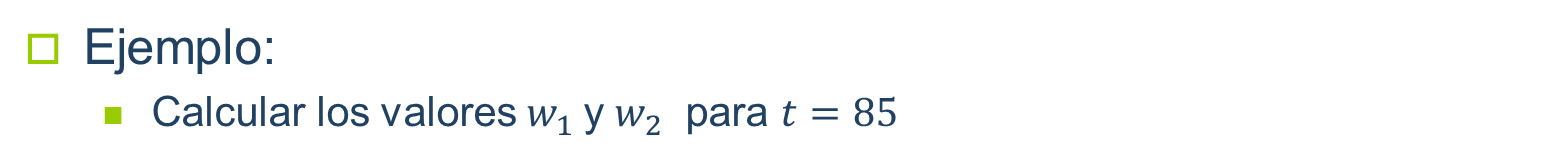 Ejemplo:
Calcular los valores w₁ y w₂ para t = 85